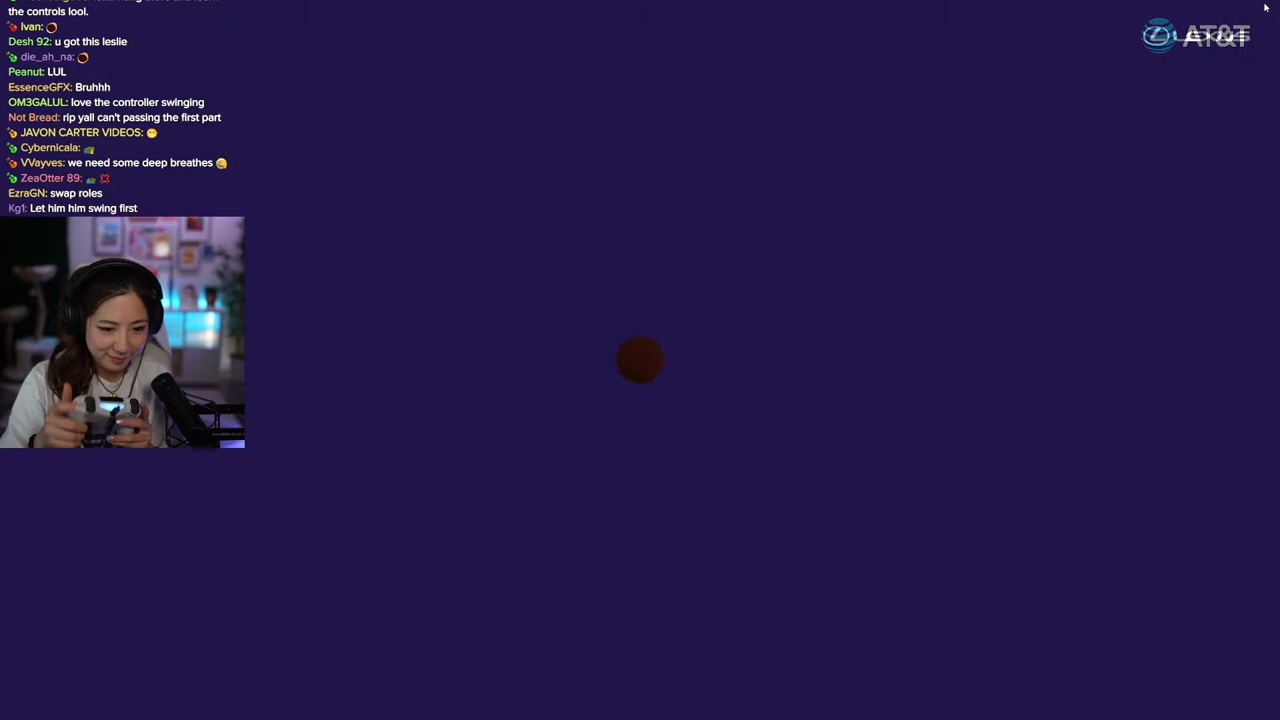 the controls lool.
Ivan:
Desh 92: u got this leslie
die_ah_na:
Peanut: LUL
EssenceGFX: Bruhhh
OM3GALUL: love the controller swinging
Not Bread: rip yall can't passing the first part
JAVON CARTER VIDEOS:
Cybernicala:
VVayves: we need some deep breathes
ZeaOtter 89:
EzraGN: swap roles
Kg1: Let him him swing first
AT&T